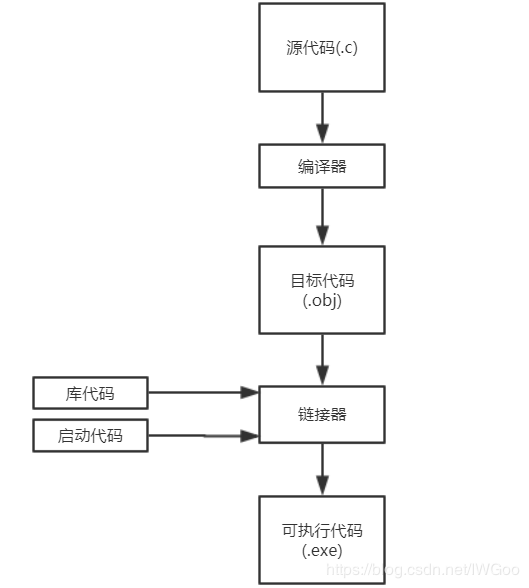 源代码(.c)
编译器
目标代码
(.obj)
库代码
链接器
启动代码
可执行代码
(.exe)
https://blog.csdn.net/IWGoo